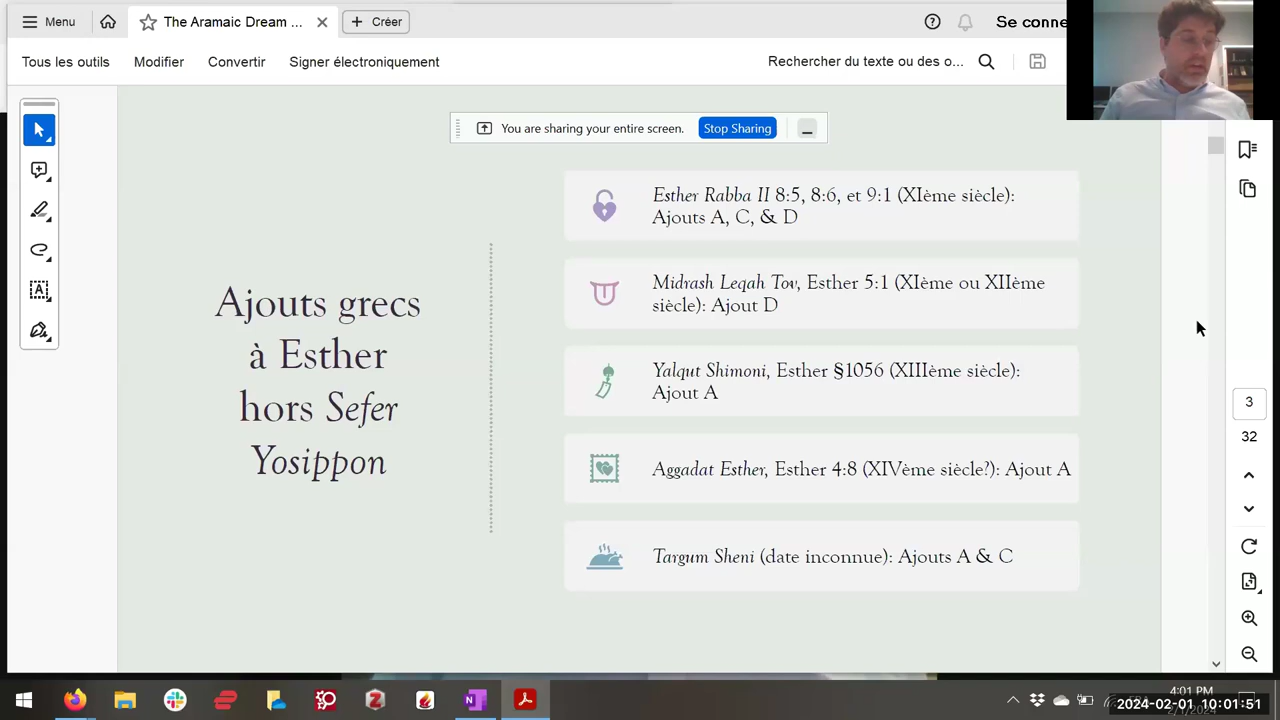 Menu
The Aramaic Dream ...
Créer
Se conne
Tous les outils
Modifier
Convertir
Signer électroniquement
Rechercher du texte ou des o...
You are sharing your entire screen.
Stop Sharing
Ajouts grecs
à Esther
hors Sefer
Yosippon
Esther Rabba II 8:5, 8:6, et 9:1 (XIème siècle):
Ajouts A, C, & D
Midrash Leqah Tov, Esther 5:1 (XIème ou XIIème
siècle): Ajout D
Yalqut Shimoni, Esther §1056 (XIIIème siècle):
Ajout A
Aggadat Esther, Esther 4:8 (XIVème siècle?): Ajout A
Targum Sheni (date inconnue): Ajouts A & C
3
32
4:01 PM
2024-02-01 10:01:51